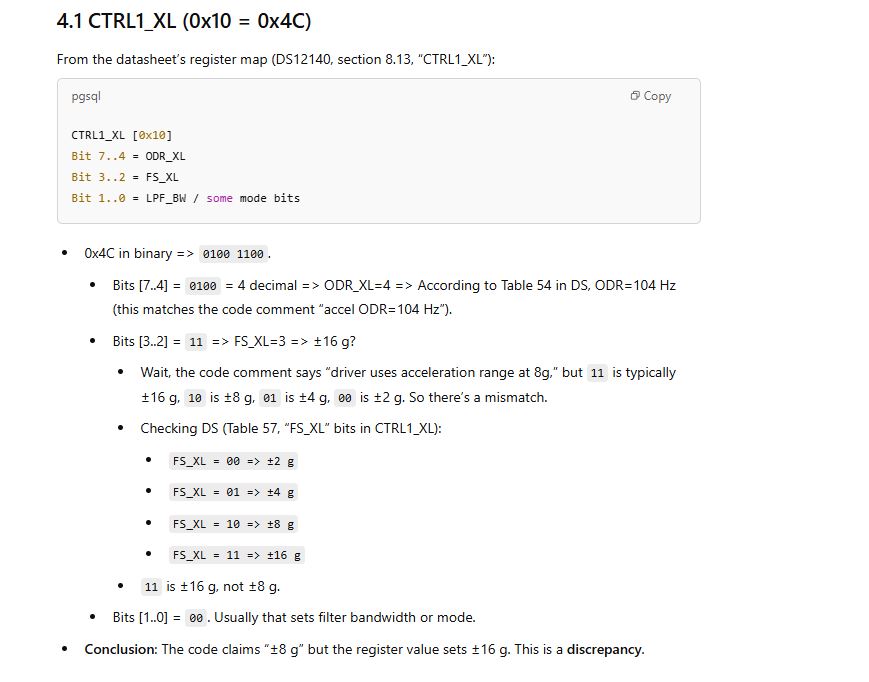 4.1 CTRL1_XL (0x10 = 0x4C)
From the datasheet's register map (DS12140, section 8.13, "CTRL1_XL"):
pgsql
Copy
CTRL1_XL [0x10]
Bit 7..4 = ODR_XL
Bit 3..2 = FS_XL
Bit 1..0 = LPF_BW / some mode bits
• 0x4C in binary => 0100 1100.
• Bits [7..4] = 0100 = 4 decimal => ODR_XL=4 => According to Table 54 in DS, ODR=104 Hz
(this matches the code comment "accel ODR=104 Hz").
• Bits [3..2] = 11 => FS_XL=3 => ±16 g?
• Wait, the code comment says "driver uses acceleration range at 8g," but 11 is typically
±16 g, 10 is ±8 g, 01 is ±4 g, 00 is ±2 g. So there's a mismatch.
• Checking DS (Table 57, "FS_XL" bits in CTRL1_XL):
• FS_XL = 00 => ±2 g
• FS_XL = 01 => ±4 g
• FS_XL = 10 => ±8 g
• FS_XL = 11 => ±16 g
• 11 is ±16 g, not ±8 g.
• Bits [1..0] = 00. Usually that sets filter bandwidth or mode.
• Conclusion: The code claims "±8 g" but the register value sets ±16 g. This is a discrepancy.